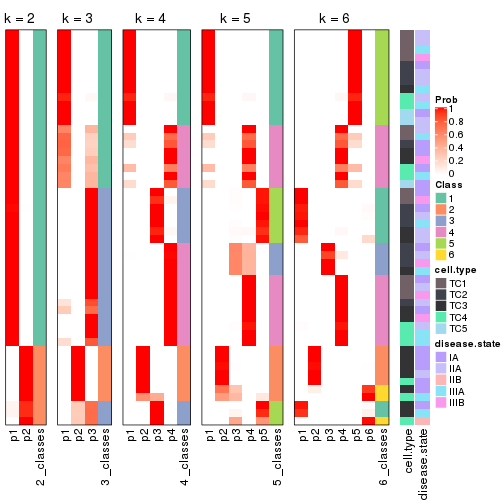 k = 2
k = 3
k = 4
k = 5
k = 6
p1
p2
2_classes
p1
p2
p3
3_classes
p1
p2
p3
p4
4_classes
p1
p2
p3
p4
p5
5_classes
p1
p2
p3
p4
p5
p6
6_classes
cell.type
disease.state
Prob
1
0.8
0.6
0.4
0.2
0
Class
1
2
3
4
5
6
cell.type
TC1
TC2
TC3
TC4
TC5
disease.state
IA
IIA
IIB
IIIA
IIIB